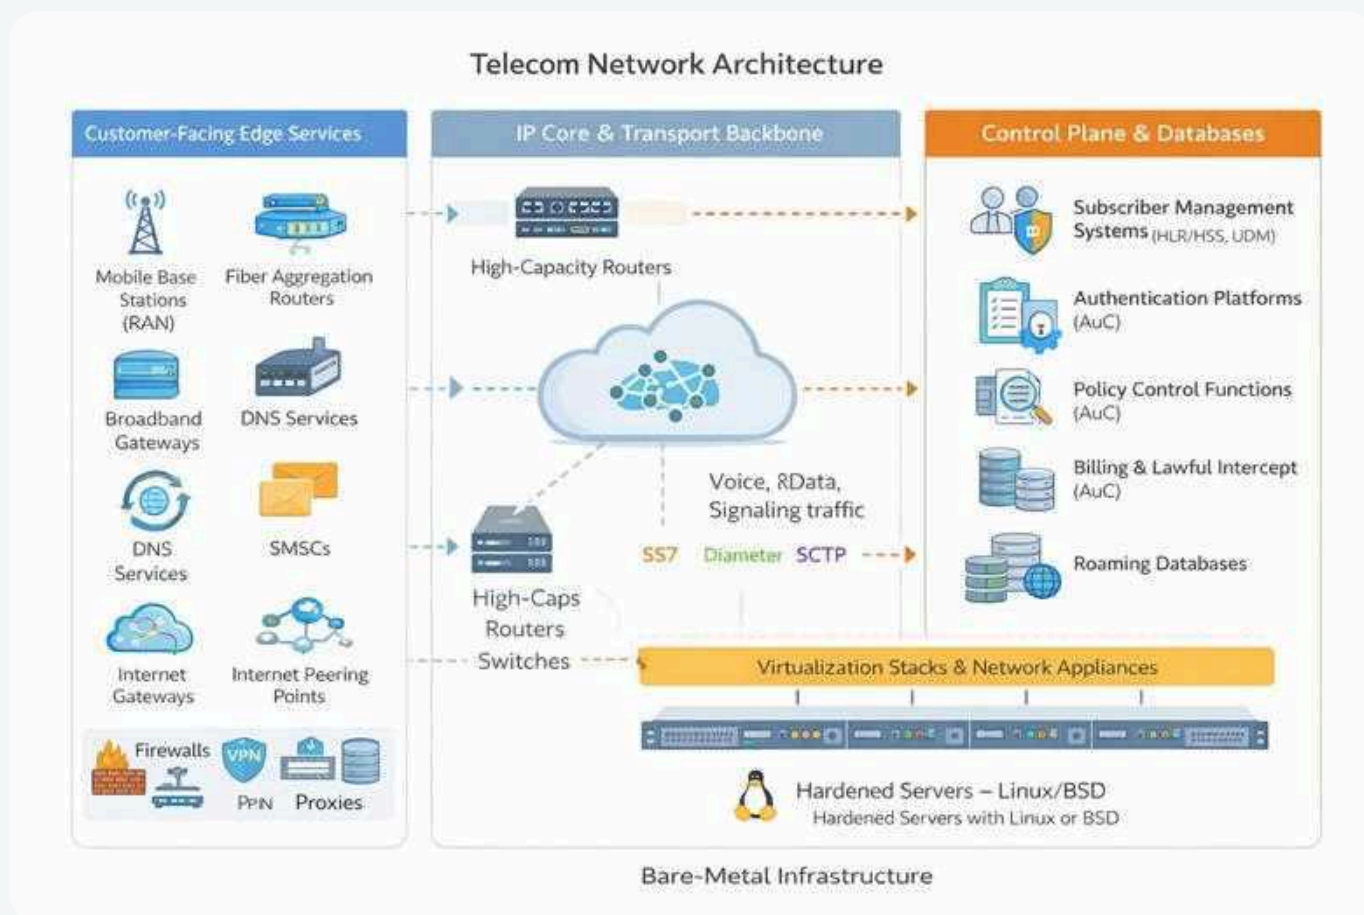 Telecom Network Architecture
Customer-Facing Edge Services
Mobile Base
Stations
(RAN)
Fiber Aggregation
Routers
Broadband
Gateways
DNS Services
DNS
Services
SMSCs
Internet
Gateways
Internet Peering
Points
Firewalls
VPN
PPIN
Proxies
IP Core & Transport Backbone
High-Capacity Routers
Voice, RData,
Signaling traffic
SS7 Diameter SCTP
High-Caps
Routers
Switches
Control Plane & Databases
Subscriber Management
Systems (HLR/HSS, UDM)
Authentication Platforms
(AuC)
Policy Control Functions
(AuC)
Billing & Lawful Intercept
(AuC)
Roaming Databases
Virtualization Stacks & Network Appliances
Hardened Servers – Linux/BSD
Hardened Servers with Linux or BSD
Bare-Metal Infrastructure